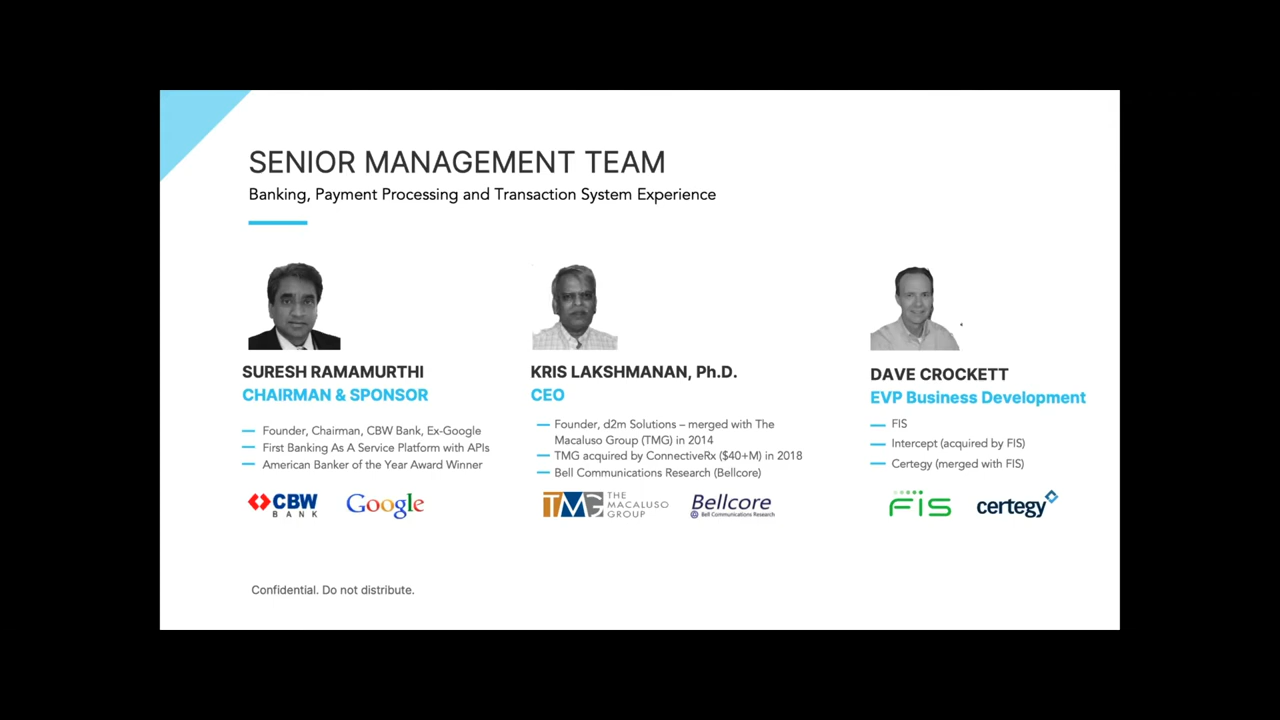 SENIOR MANAGEMENT TEAM
Banking, Payment Processing and Transaction System Experience
SURESH RAMAMURTHI
CHAIRMAN & SPONSOR
Founder, Chairman, CBW Bank, Ex-Google
First Banking As A Service Platform with APIs
American Banker of the Year Award Winner
CBW
BANK
Google
KRIS LAKSHMANAN, Ph.D.
CEO
Founder, d2m Solutions – merged with The
Macaluso Group (TMG) in 2014
TMG acquired by ConnectiveRx ($40+M) in 2018
Bell Communications Research (Bellcore)
TMG
THE
MACALUSO
GROUP
Bellcore
Bell Communications Research
DAVE CROCKETT
EVP Business Development
FIS
Intercept (acquired by FIS)
Certegy (merged with FIS)
FIS
certegy
Confidential. Do not distribute.